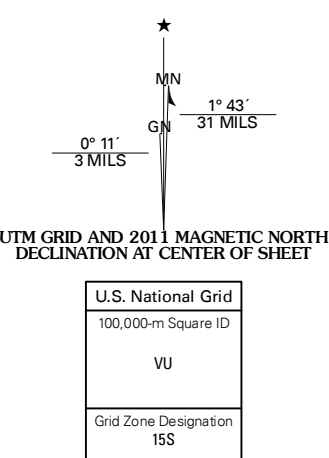 ★
MN
1° 43´
GN
31 MILS
0° 11´
3 MILS
UTM GRID AND 2011 MAGNETIC NORTH
DECLINATION AT CENTER OF SHEET
U.S. National Grid
100,000-m Square ID
VU
Grid Zone Designation
15S